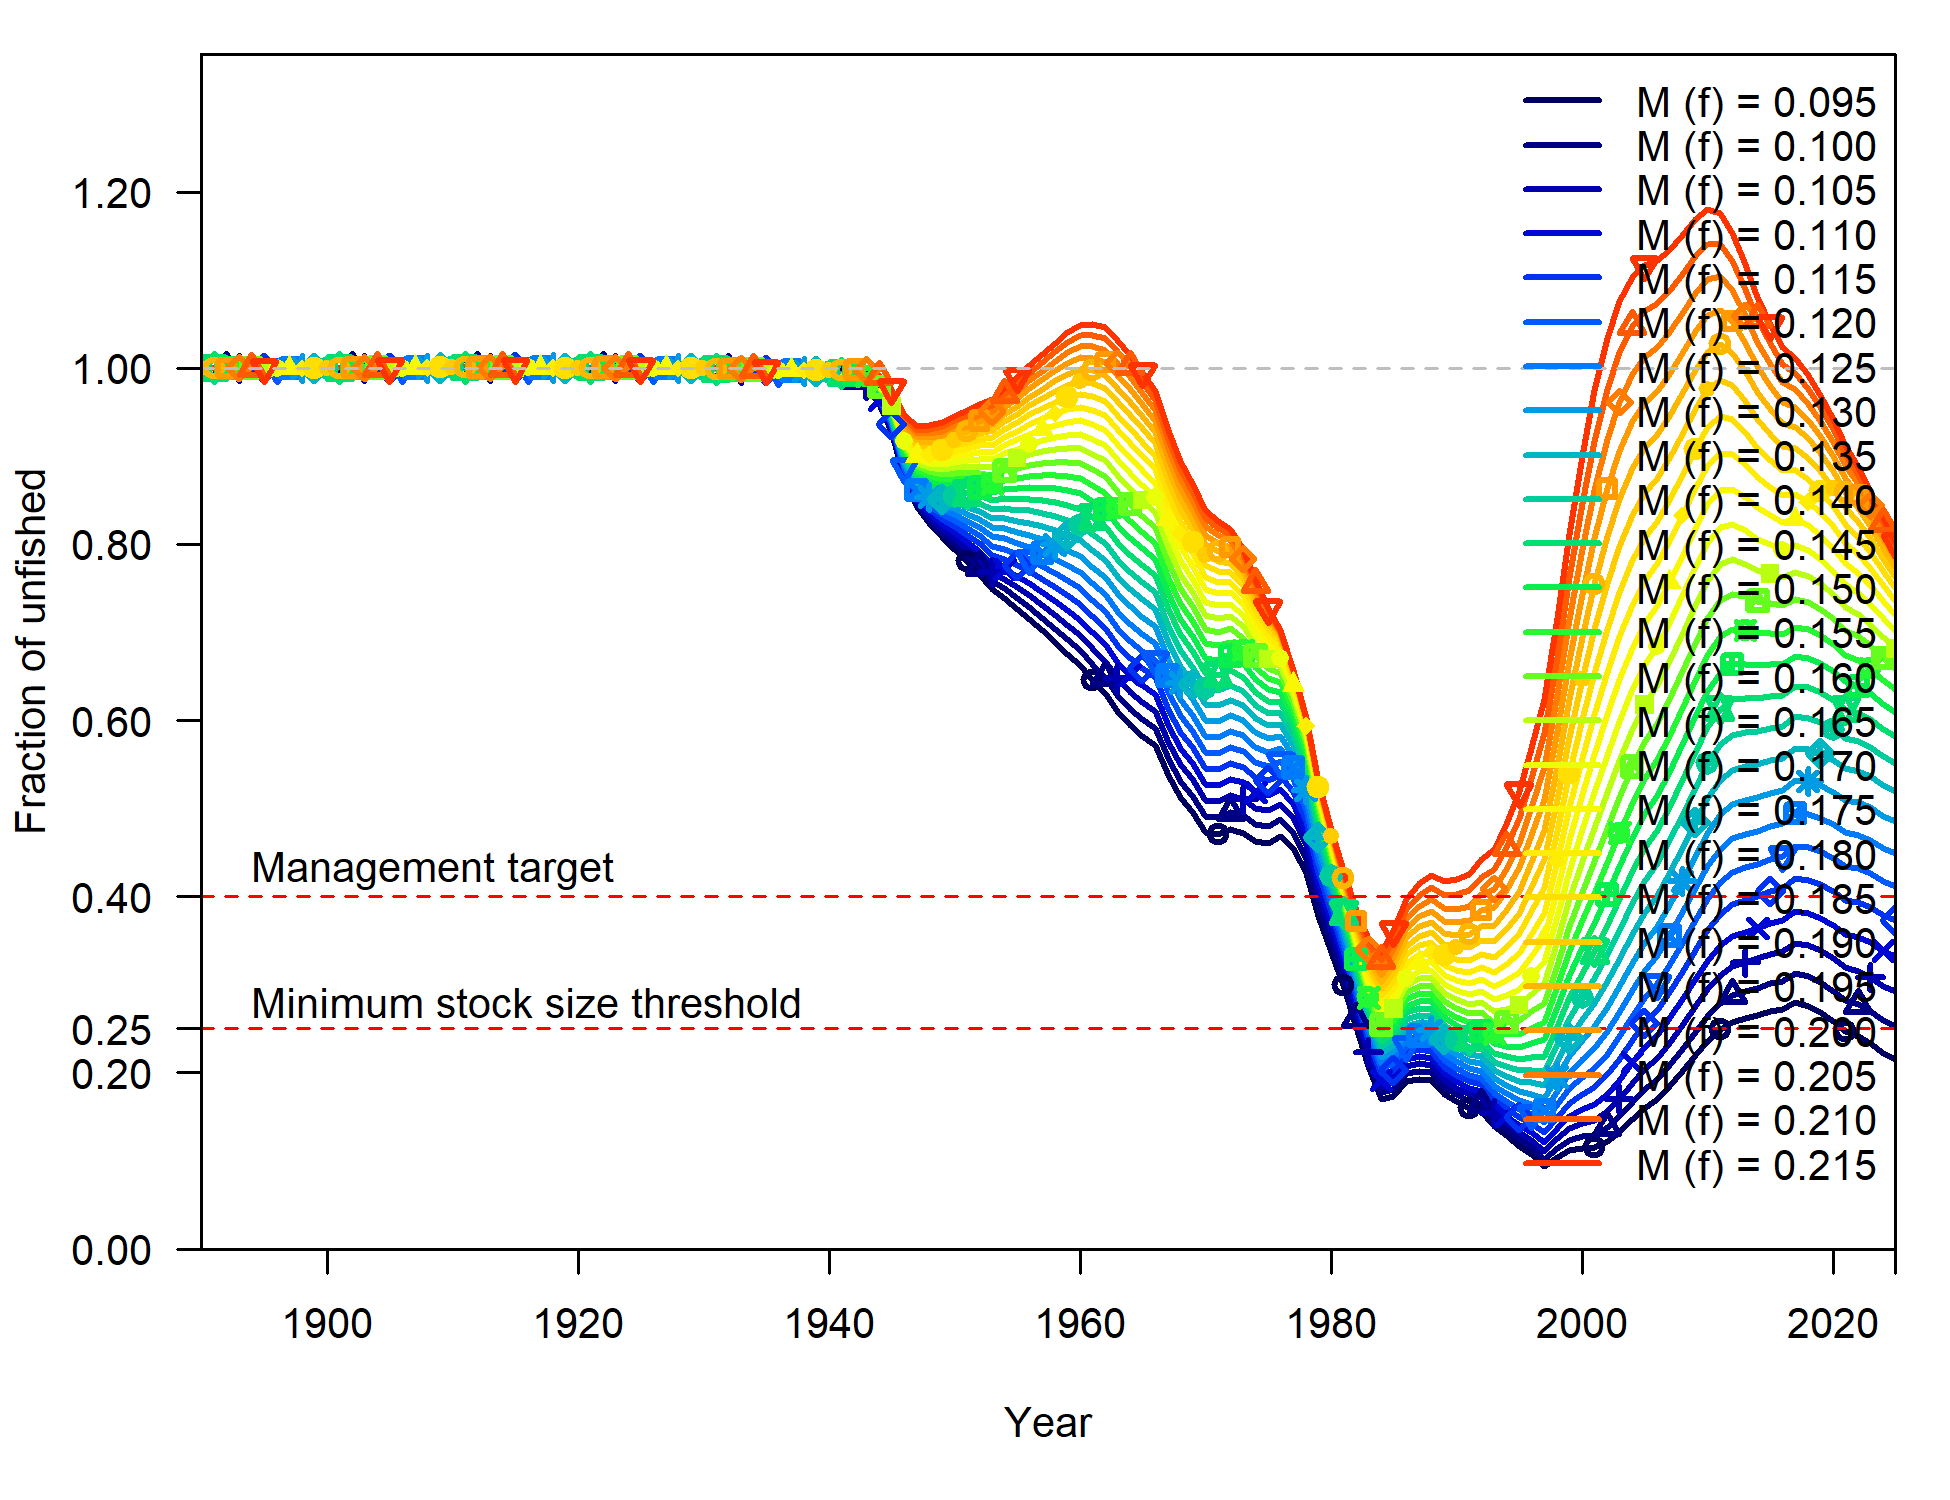 M (f) = 0.095
M (f) = 0.100
M (f) = 0.105
M (f) = 0.110
M (f) = 0.115
M (f) = 0.120
M (f) = 0.125
M (f) = 0.130
M (f) = 0.135
M (f) = 0.140
M (f) = 0.145
M (f) = 0.150
M (f) = 0.155
M (f) = 0.160
M (f) = 0.165
M (f) = 0.170
M (f) = 0.175
M (f) = 0.180
M (f) = 0.185
M (f) = 0.190
M (f) = 0.195
M (f) = 0.200
M (f) = 0.205
M (f) = 0.210
M (f) = 0.215
1.20
1.00
0.80
0.60
0.40
0.25
0.20
0.00
Fraction of unfished
Management target
Minimum stock size threshold
1900 1920 1940 1960 1980 2000 2020
Year